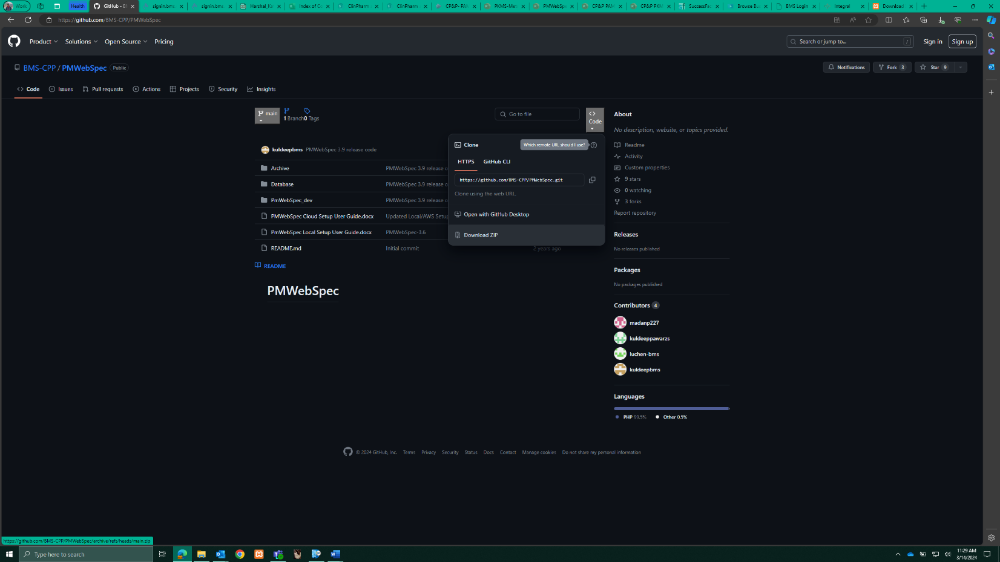 Work
Health
GitHub - B
signin.bms
signin.bms
Harshal_Ka
Index of C
ClinPharm
ClinPharm
CP&P- PAM
PKMS-Met
PMWebSpe
CP&P PAM
CP&P PKM
SuccessFac
Browse Bu
BMS Login
Integral
Download
https://github.com/BMS-CPP/PMWebSpec
Product
Solutions
Open Source
Pricing
Search or jump to...
/
Sign in
Sign up
BMS-CPP / PMWebSpec
Public
Notifications
Fork 3
Star 9
Code
Issues
Pull requests
Actions
Projects
Security
Insights
main
1 Branch
0 Tags
Go to file
Code
kuldeepbms PMWebSpec 3.9 release code
Archive PMWebSpec 3.9 release c
Database PMWebSpec 3.9 release c
PmWebSpec_dev PMWebSpec 3.9 release c
PMWebSpec Cloud Setup User Guide.docx Updated Local/AWS Setup
PmWebSpec Local Setup User Guide.docx PMWebSpec-3.6
README.md Initial commit 2 years ago
Clone
Which remote URL should I use?
HTTPS
GitHub CLI
https://github.com/BMS-CPP/PMWebSpec.git
Clone using the web URL.
Open with GitHub Desktop
Download ZIP
README
PMWebSpec
About
No description, website, or topics provided.
Readme
Activity
Custom properties
9 stars
0 watching
3 forks
Report repository
Releases
No releases published
Packages
No packages published
Contributors 4
madanp227
kuldeeppawarzs
luchen-bms
kuldeepbms
Languages
PHP 99.5%
Other 0.5%
© 2024 GitHub, Inc.
Terms
Privacy
Security
Status
Docs
Contact
Manage cookies
Do not share my personal information
https://github.com/BMS-CPP/PMWebSpec/archive/refs/heads/main.zip
Type here to search
11:29 AM
3/14/2024